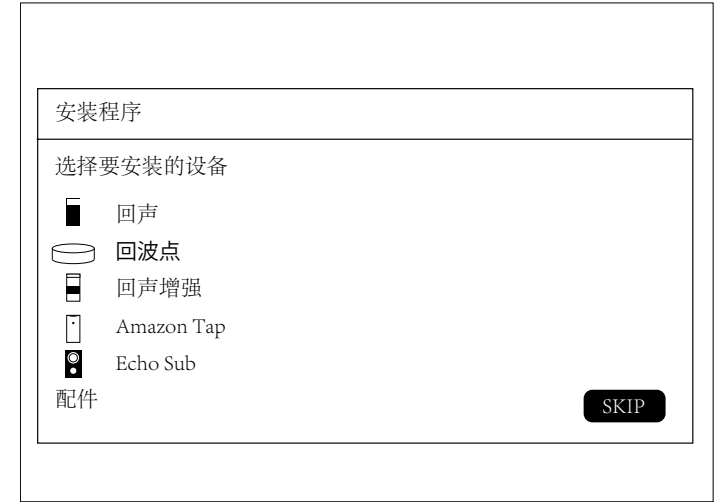 安装程序
选择要安装的设备
回声
回波点
回声增强
Amazon Tap
Echo Sub
配件
SKIP